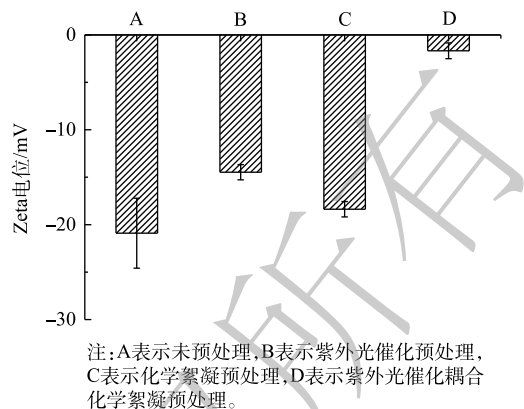 A B C D
0
-10
-20
-30
Zeta电位/mV
注:A表示未预处理,B表示紫外光催化预处理,
C表示化学絮凝预处理,D表示紫外光催化耦合
化学絮凝预处理。
所有